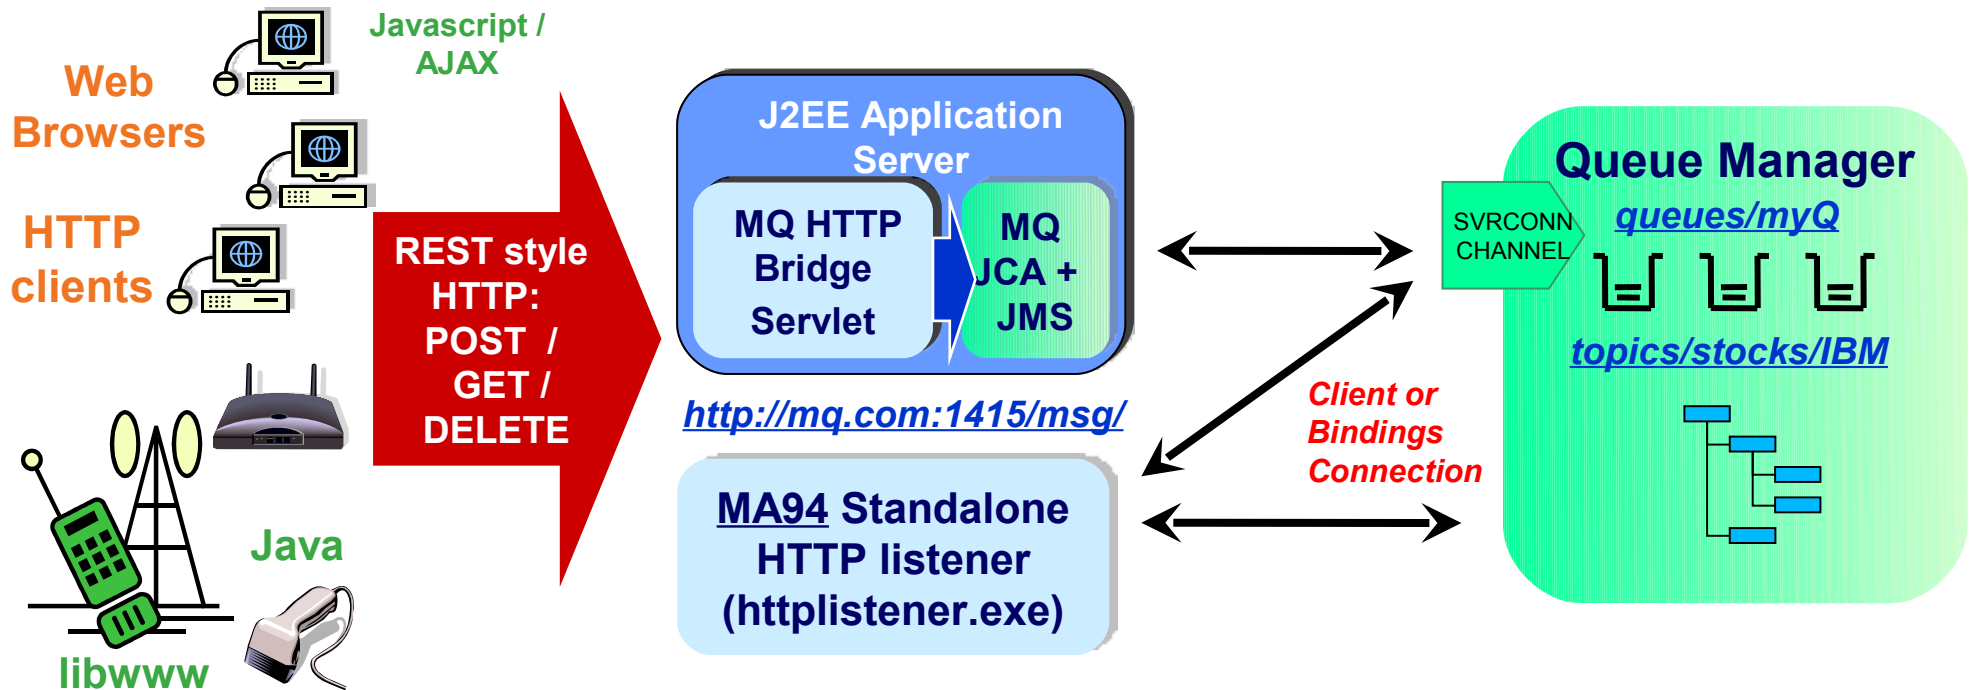 Javascript /
AJAX
Web
Browsers
HTTP
clients
Java
libwww
REST style
HTTP:
POST /
GET /
DELETE
J2EE Application
Server
MQ HTTP
Bridge
Servlet
MQ
JCA +
JMS
http://mq.com:1415/msg/
MA94 Standalone
HTTP listener
(httplistener.exe)
Client or
Bindings
Connection
SVRCONN
CHANNEL
Queue Manager
queues/myQ
topics/stocks/IBM